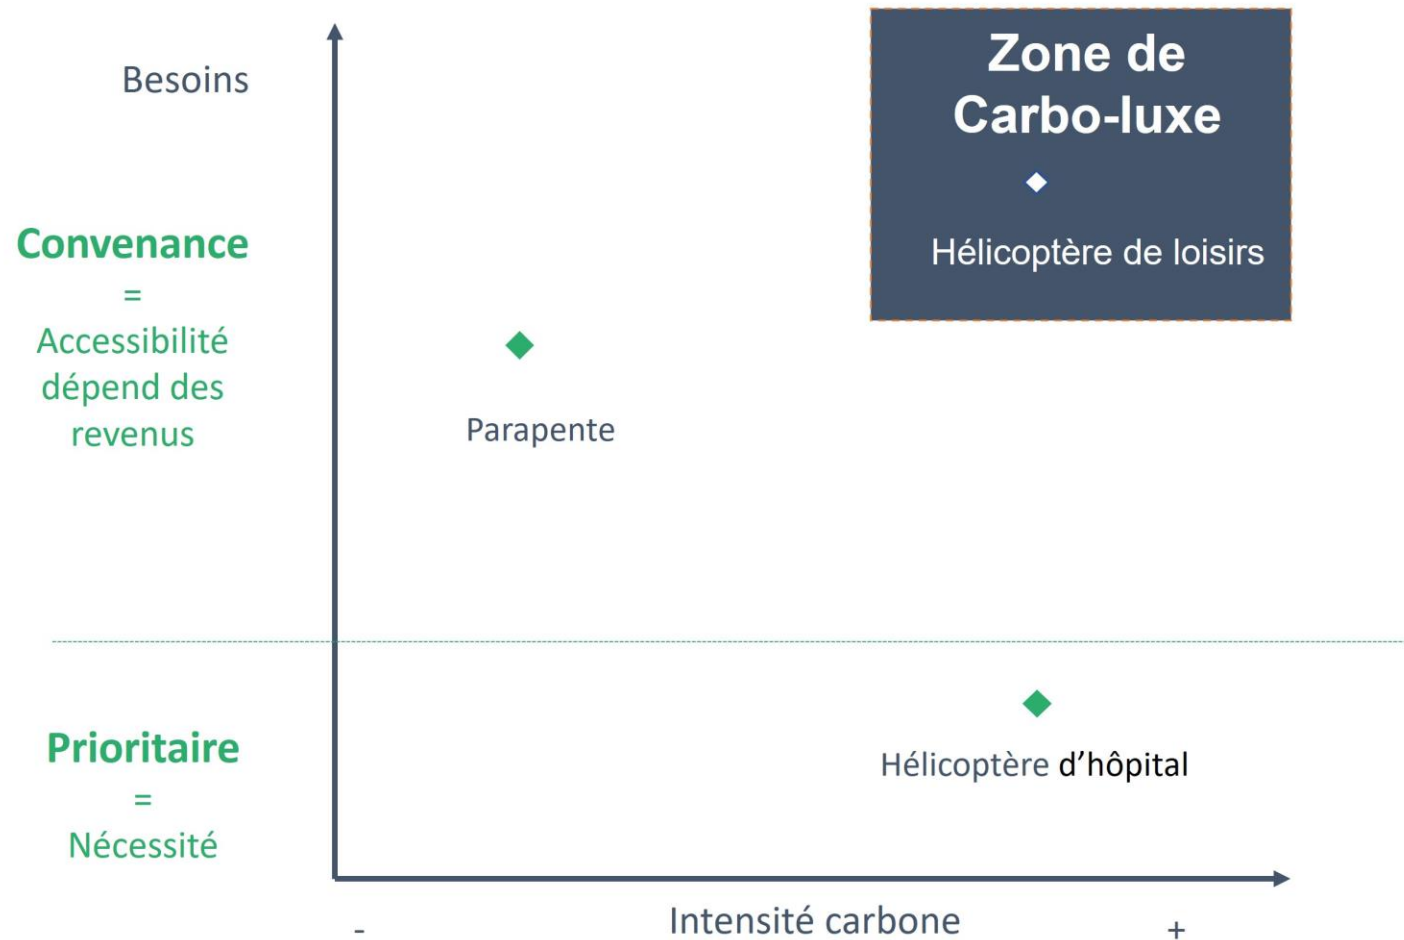 Besoins
Zone de
Carbo-luxe
Hélicoptère de loisirs
Convenance
=
Accessibilité
dépend des
revenus
Parapente
Prioritaire
=
Nécessité
Hélicoptère d’hôpital
- Intensité carbone +